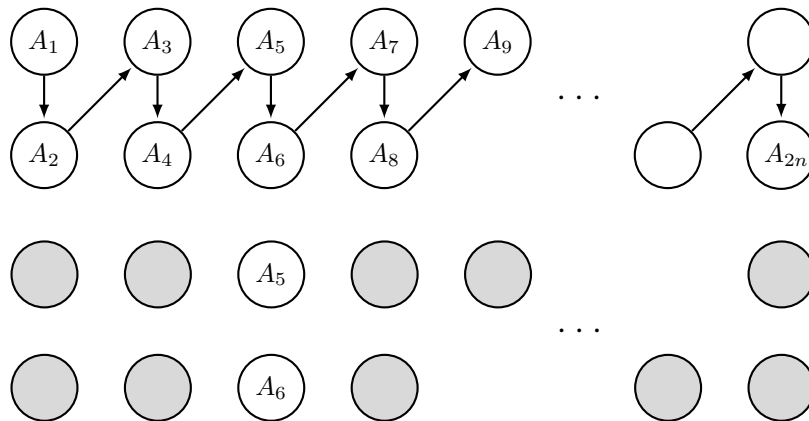 A₁ A₃ A₅ A₇ A₉
. . .
A₂ A₄ A₆ A₈ A₂ₙ
A₅
. . .
A₆